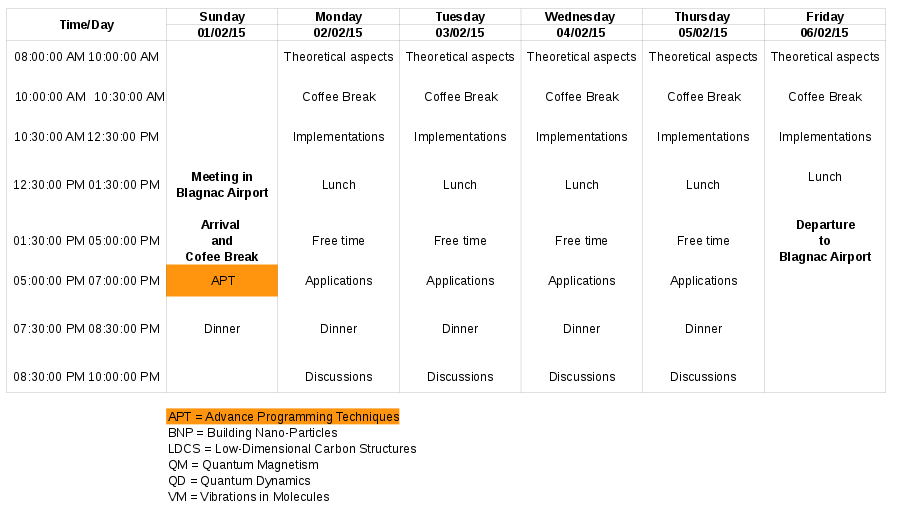 Time/Day Sunday Monday Tuesday Wednesday Thursday Friday
01/02/15 02/02/15 03/02/15 04/02/15 05/02/15 06/02/15
08:00:00 AM 10:00:00 AM Theoretical aspects Theoretical aspects Theoretical aspects Theoretical aspects Theoretical aspects
10:00:00 AM 10:30:00 AM Coffee Break Coffee Break Coffee Break Coffee Break Coffee Break
10:30:00 AM 12:30:00 PM Implementations Implementations Implementations Implementations Implementations
12:30:00 PM 01:30:00 PM Meeting in Lunch Lunch Lunch Lunch Lunch
Blagnac Airport
Arrival Departure
01:30:00 PM 05:00:00 PM and Free time Free time Free time Free time to
Cofee Break Blagnac Airport
05:00:00 PM 07:00:00 PM APT Applications Applications Applications Applications
07:30:00 PM 08:30:00 PM Dinner Dinner Dinner Dinner Dinner
08:30:00 PM 10:00:00 PM Discussions Discussions Discussions Discussions
APT = Advance Programming Techniques
BNP = Building Nano-Particles
LDCS = Low-Dimensional Carbon Structures
QM = Quantum Magnetism
QD = Quantum Dynamics
VM = Vibrations in Molecules